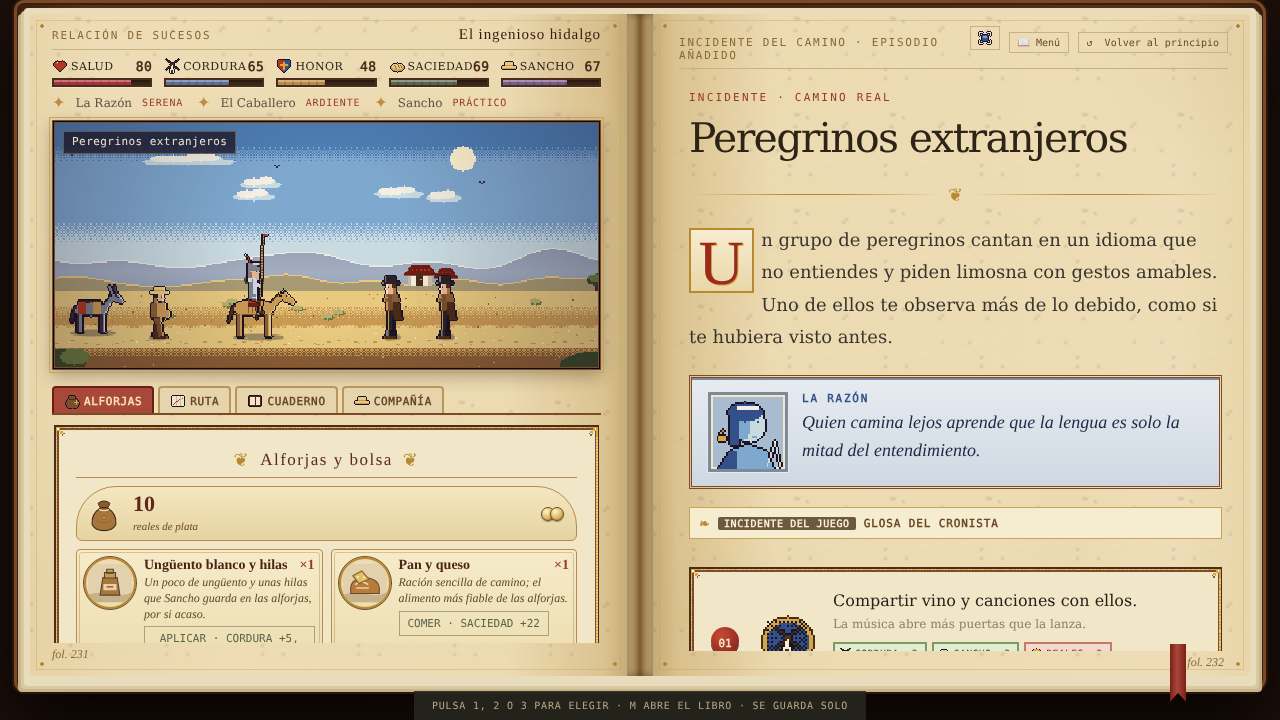 RELACIÓN DE SUCESOS
El ingenioso hidalgo
SALUD 80
CORDURA 65
HONOR 48
SACIEDAD 69
SANCHO 67
La Razón SERENA
El Caballero ARDIENTE
Sancho PRÁCTICO
Peregrinos extranjeros
ALFORJAS
RUTA
CUADERNO
COMPAÑÍA
Alforjas y bolsa
10
reales de plata
Ungüento blanco y hilas ×1
Un poco de ungüento y unas hilas
que Sancho guarda en las alforjas,
por si acaso.
APLICAR · CORDURA +5,
Pan y queso ×1
Ración sencilla de camino; el
alimento más fiable de las alforjas.
COMER · SACIEDAD +22
fol. 231
INCIDENTE DEL CAMINO · EPISODIO
AÑADIDO
Menú
↺ Volver al principio
INCIDENTE · CAMINO REAL
Peregrinos extranjeros
Un grupo de peregrinos cantan en un idioma que
no entiendes y piden limosna con gestos amables.
Uno de ellos te observa más de lo debido, como si
te hubiera visto antes.
LA RAZÓN
Quien camina lejos aprende que la lengua es solo la
mitad del entendimiento.
INCIDENTE DEL JUEGO GLOSA DEL CRONISTA
01
Compartir vino y canciones con ellos.
La música abre más puertas que la lanza.
fol. 232
PULSA 1, 2 O 3 PARA ELEGIR · M ABRE EL LIBRO · SE GUARDA SOLO